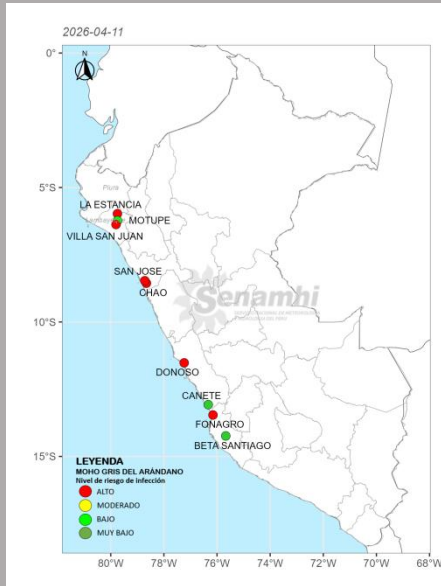 2026-04-11
N
0°
5°S
10°S
15°S
Piura
LA ESTANCIA
MOTUPE
VILLA SAN JUAN
SAN JOSE
CHAO
Senamhi
DONOSO
CANETE
FONAGRO
BETA SANTIAGO
LEYENDA
MOHO GRIS DEL ARÁNDANO
Nivel de riesgo de infección
ALTO
MODERADO
BAJO
MUY BAJO
80°W 78°W 76°W 74°W 72°W 70°W 68°W